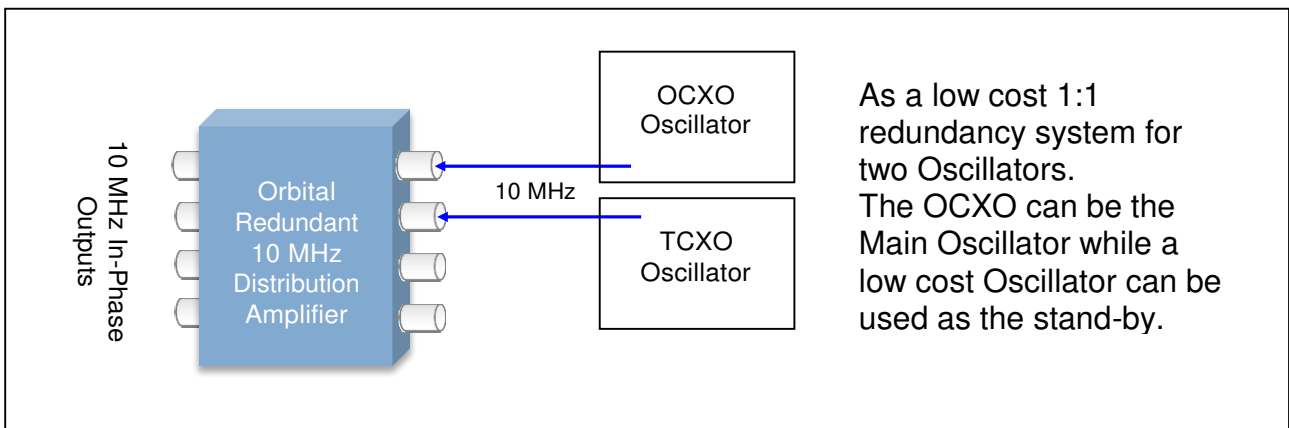 10 MHz In-Phase
Outputs
Orbital
Redundant
10 MHz
Distribution
Amplifier
10 MHz
OCXO
Oscillator
TCXO
Oscillator
As a low cost 1:1
redundancy system for
two Oscillators.
The OCXO can be the
Main Oscillator while a
low cost Oscillator can be
used as the stand-by.